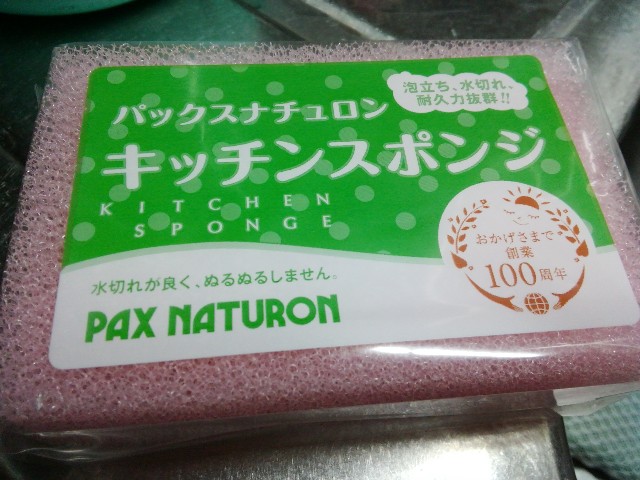 泡立ち、水切れ、
耐久力抜群!!
パックスナチュロン
キッチンスポンジ
KITCHEN
SPONGE
おかげさまで
創業
100周年
水切れが良く、ぬるぬるしません。
PAX NATURON